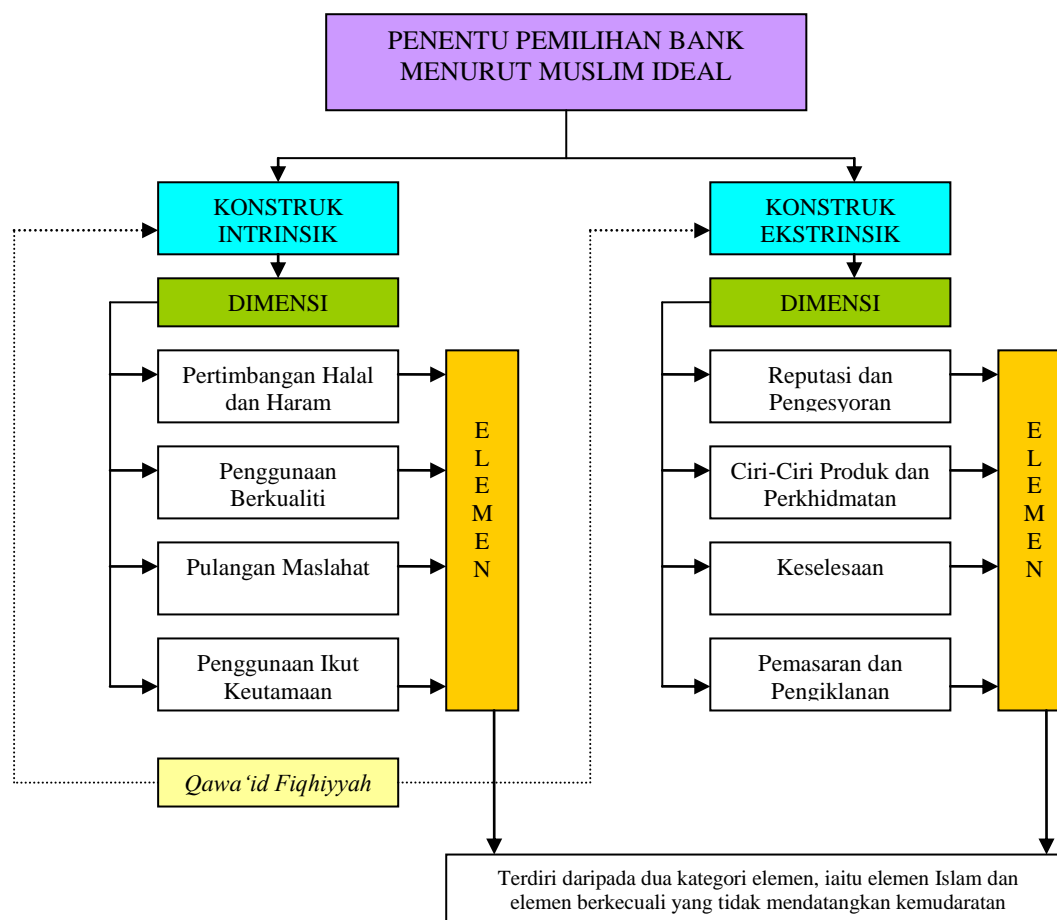 PENENTU PEMILIHAN BANK
MENURUT MUSLIM IDEAL
KONSTRUK
INTRINSIK
DIMENSI
Pertimbangan Halal
dan Haram
Penggunaan
Berkualiti
Pulangan Maslahat
Penggunaan Ikut
Keutamaan
E
L
E
M
E
N
KONSTRUK
EKSTRINSIK
DIMENSI
Reputasi dan
Pengesyoran
Ciri-Ciri Produk dan
Perkhidmatan
Keselesaan
Pemasaran dan
Pengiklanan
E
L
E
M
E
N
Qawa‘id Fiqhiyyah
Terdiri daripada dua kategori elemen, iaitu elemen Islam dan
elemen berkecuali yang tidak mendatangkan kemudaratan